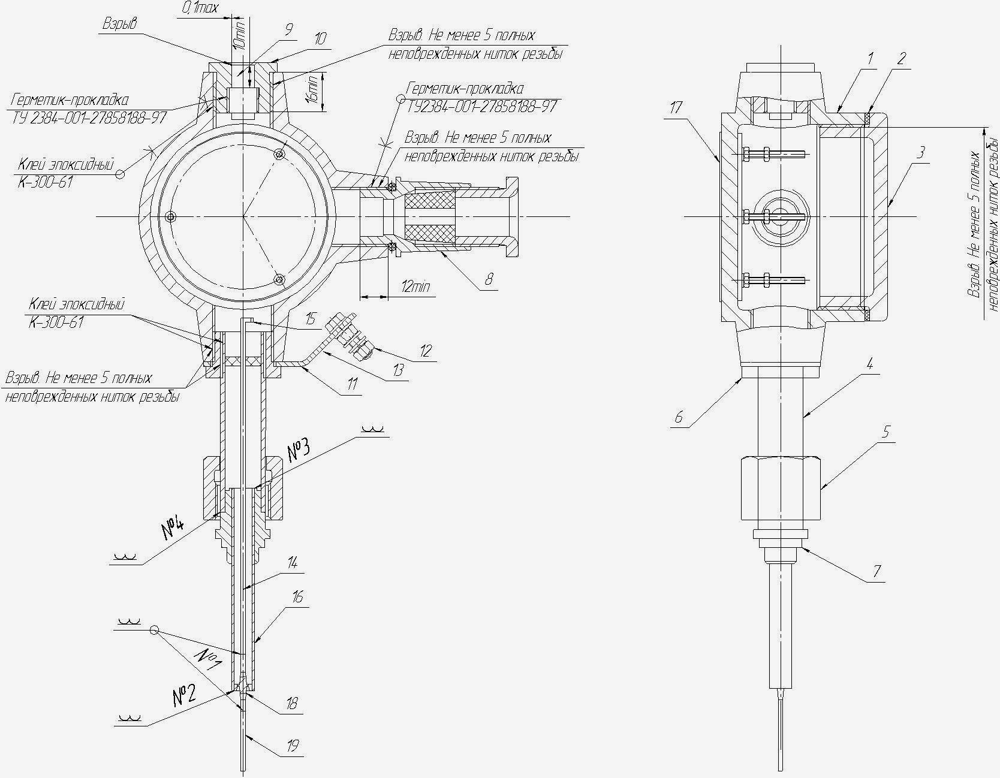 0,1max
Взрыв
10min
9
10
Взрыв. Не менее 5 полных
неповрежденных ниток резьбы
Герметик-прокладка
ТУ 2384-001-27858188-97
16min
Герметик-прокладка
ТУ2384-001-27858188-97
Взрыв. Не менее 5 полных
неповрежденных ниток резьбы
Клей эпоксидный
К-300-61
8
12min
Клей эпоксидный
К-300-61
15
12
13
11
Взрыв. Не менее 5 полных
неповрежденных ниток резьбы
№3
№4
14
16
№1
№2
18
19
1
2
17
3
Взрыв. Не менее 5 полных
неповрежденных ниток резьбы
4
6
5
7